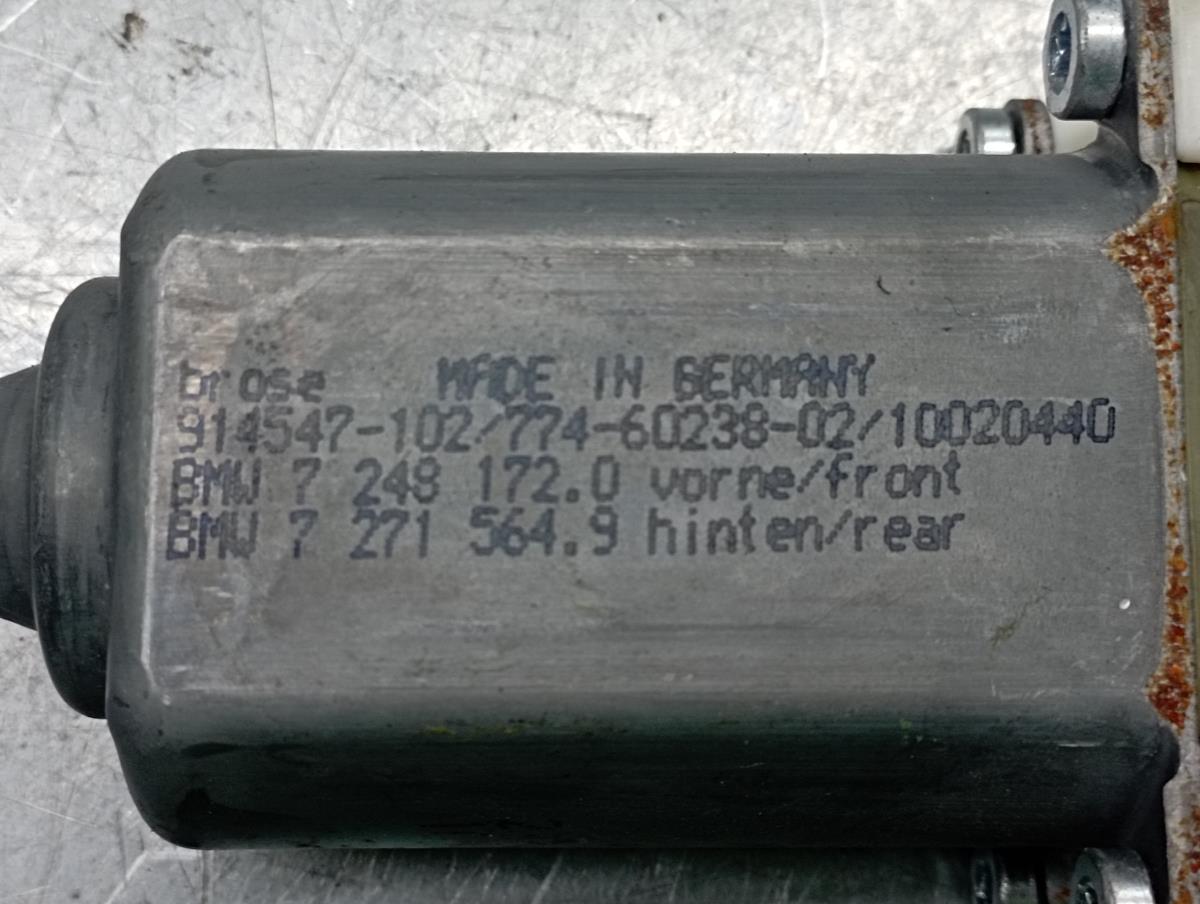 brose MADE IN GERMANY
914547-102/774-60238-02/10020440
BMW 7 248 172.0 vorne/front
BMW 7 271 564.9 hinten/rear